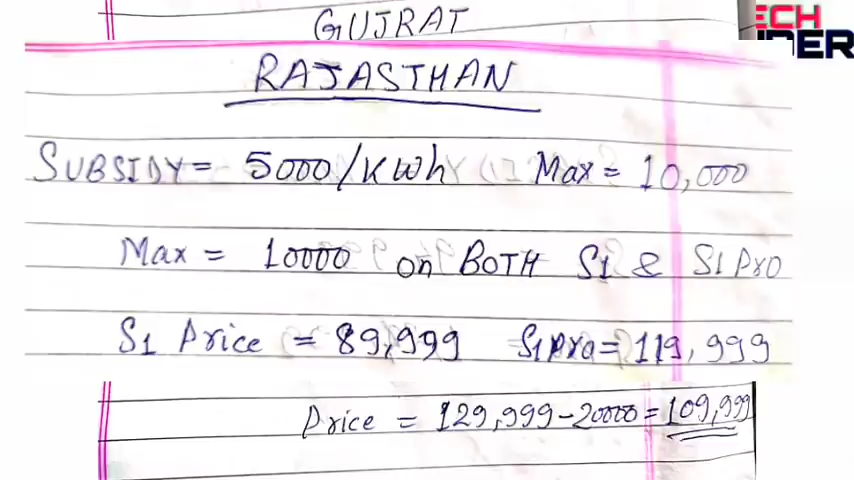 GUJRAT
ECH
IDER
RAJASTHAN
SUBSIDY = 5000/kwh Max = 10,000
Max = 10000 on BOTH S1 & S1 Pro
S1 Price = 89,999 S1 pro = 119,999
Price = 129,999-20000 = 109,999